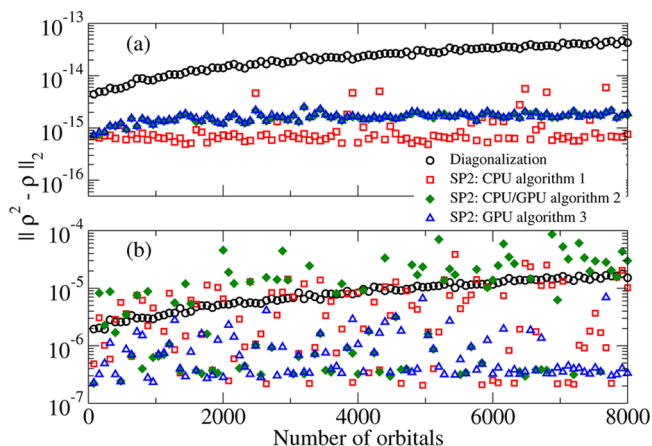 10^-13
(a)
10^-14
10^-15
10^-16
|| ρ^2 - ρ ||_2
Diagonalization
SP2: CPU algorithm 1
SP2: CPU/GPU algorithm 2
SP2: GPU algorithm 3
10^-4
(b)
10^-5
10^-6
10^-7
0 2000 4000 6000 8000
Number of orbitals